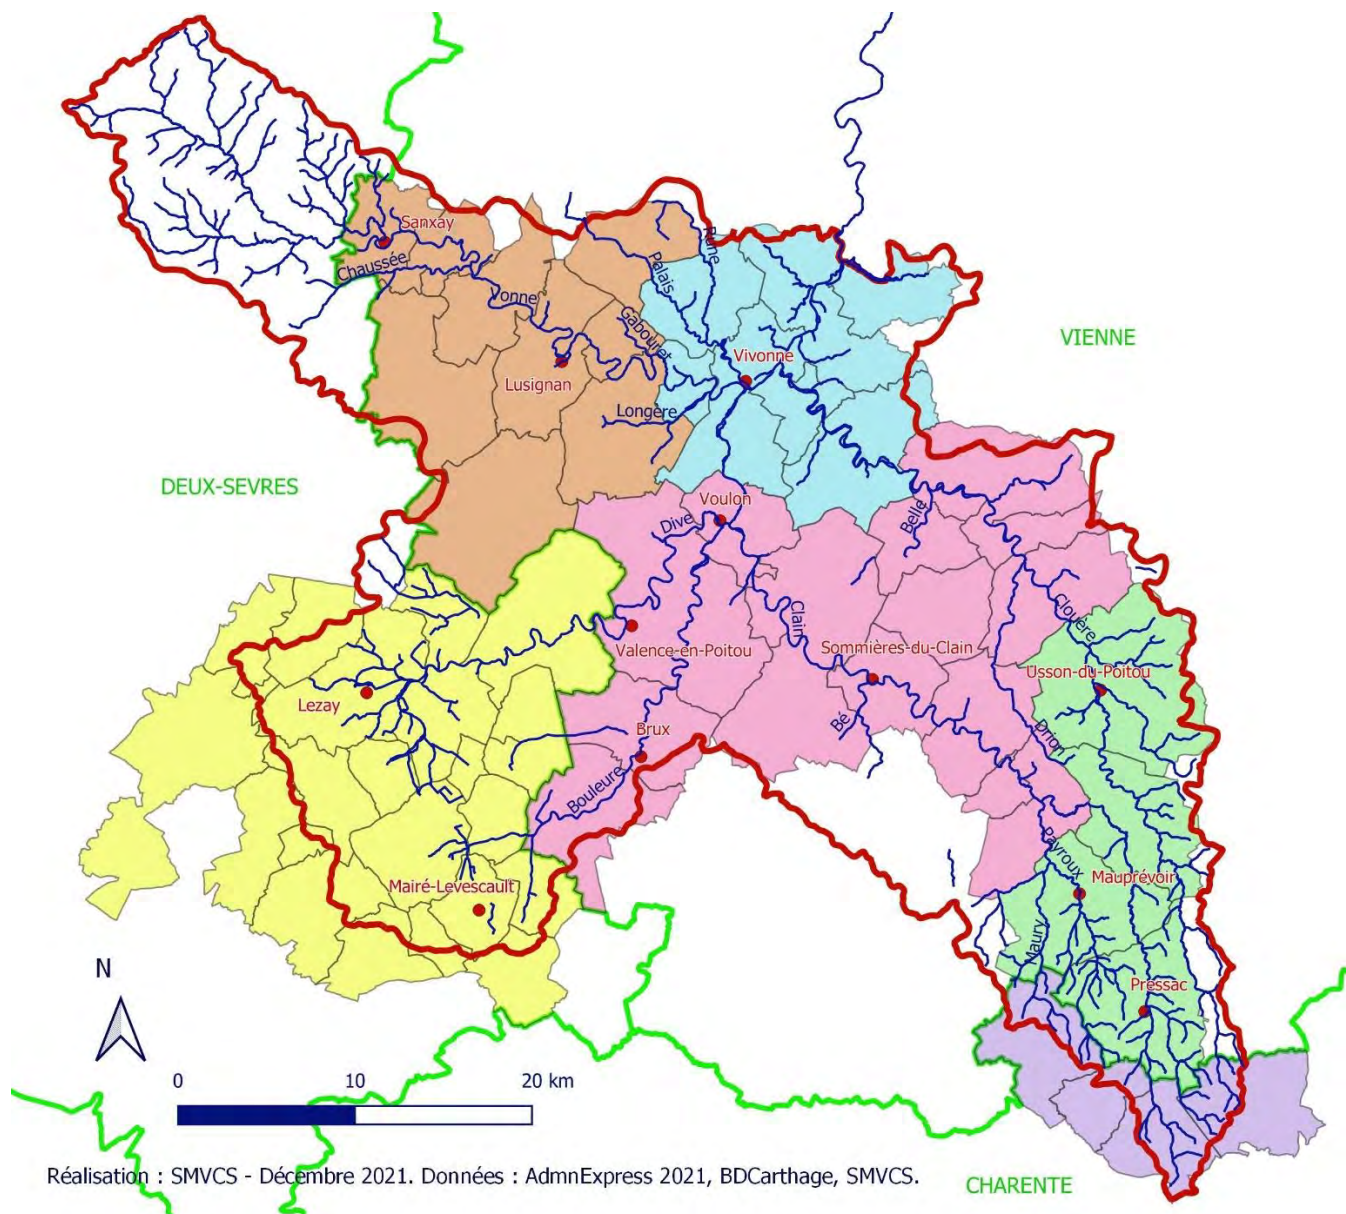 Sanxay
Rune
Chaussée
Palais
Vonne
Gabouret
VIENNE
Vivonne
Lusignan
Longère
DEUX-SEVRES
Voulon
Dive
Belle
Clain
Clouère
Valence-en-Poitou
Sommières-du-Clain
Usson-du-Poitou
Lezay
Bé
Brux
Drion
Bouleure
Payroux
Mairé-Levescault
Mauprévoir
Maury
N
Pressac
0 10 20 km
Réalisation : SMVCS - Décembre 2021. Données : AdmnExpress 2021, BDCarthage, SMVCS.
CHARENTE